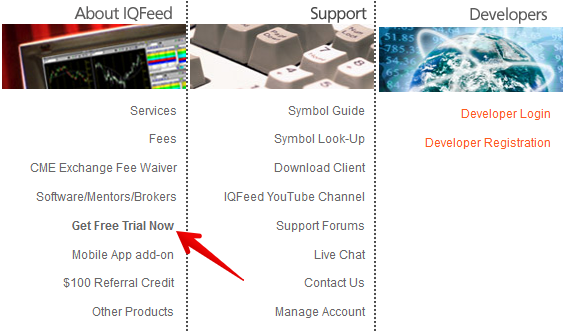 About IQFeed
Services
Fees
CME Exchange Fee Waiver
Software/Mentors/Brokers
Get Free Trial Now
Mobile App add-on
$100 Referral Credit
Other Products
Support
Symbol Guide
Symbol Look-Up
Download Client
IQFeed YouTube Channel
Support Forums
Live Chat
Contact Us
Manage Account
Developers
Developer Login
Developer Registration